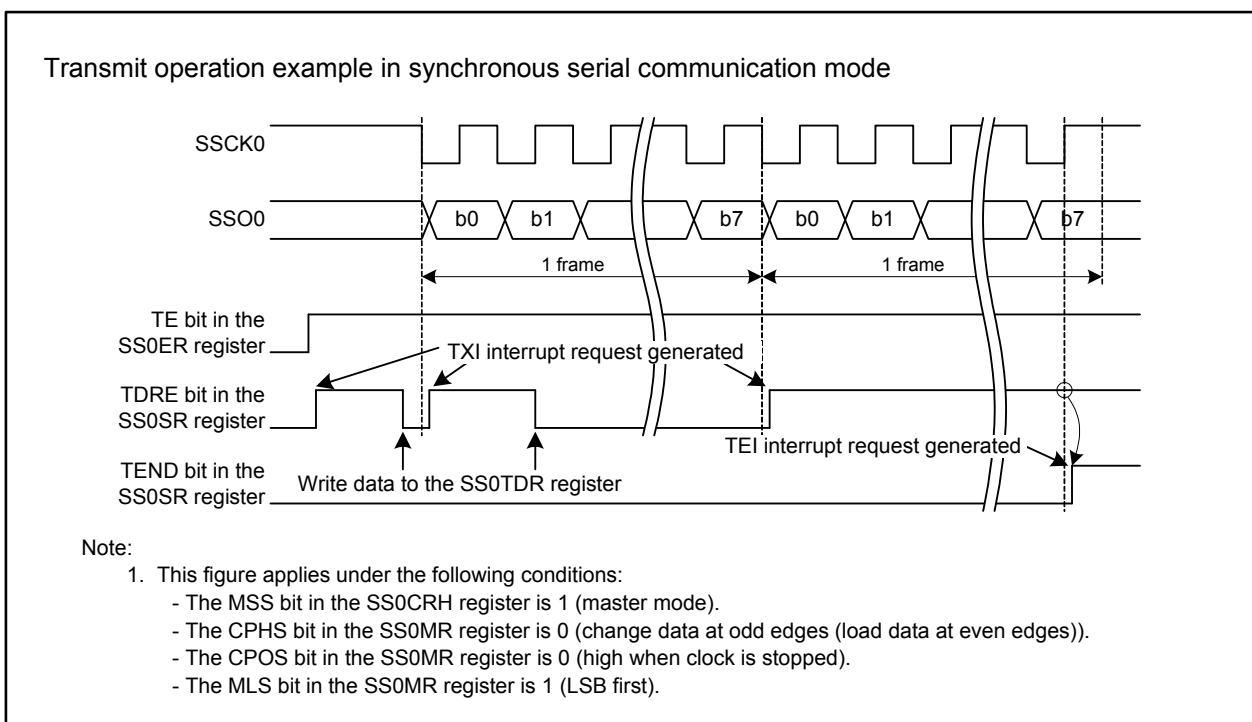 Transmit operation example in synchronous serial communication mode
SSCK0
SSO0
b0 b1 b7 b0 b1 b7
1 frame 1 frame
TE bit in the
SS0ER register
TXI interrupt request generated
TDRE bit in the
SS0SR register
TEI interrupt request generated
TEND bit in the
SS0SR register
Write data to the SS0TDR register
Note:
1. This figure applies under the following conditions:
- The MSS bit in the SS0CRH register is 1 (master mode).
- The CPHS bit in the SS0MR register is 0 (change data at odd edges (load data at even edges)).
- The CPOS bit in the SS0MR register is 0 (high when clock is stopped).
- The MLS bit in the SS0MR register is 1 (LSB first).